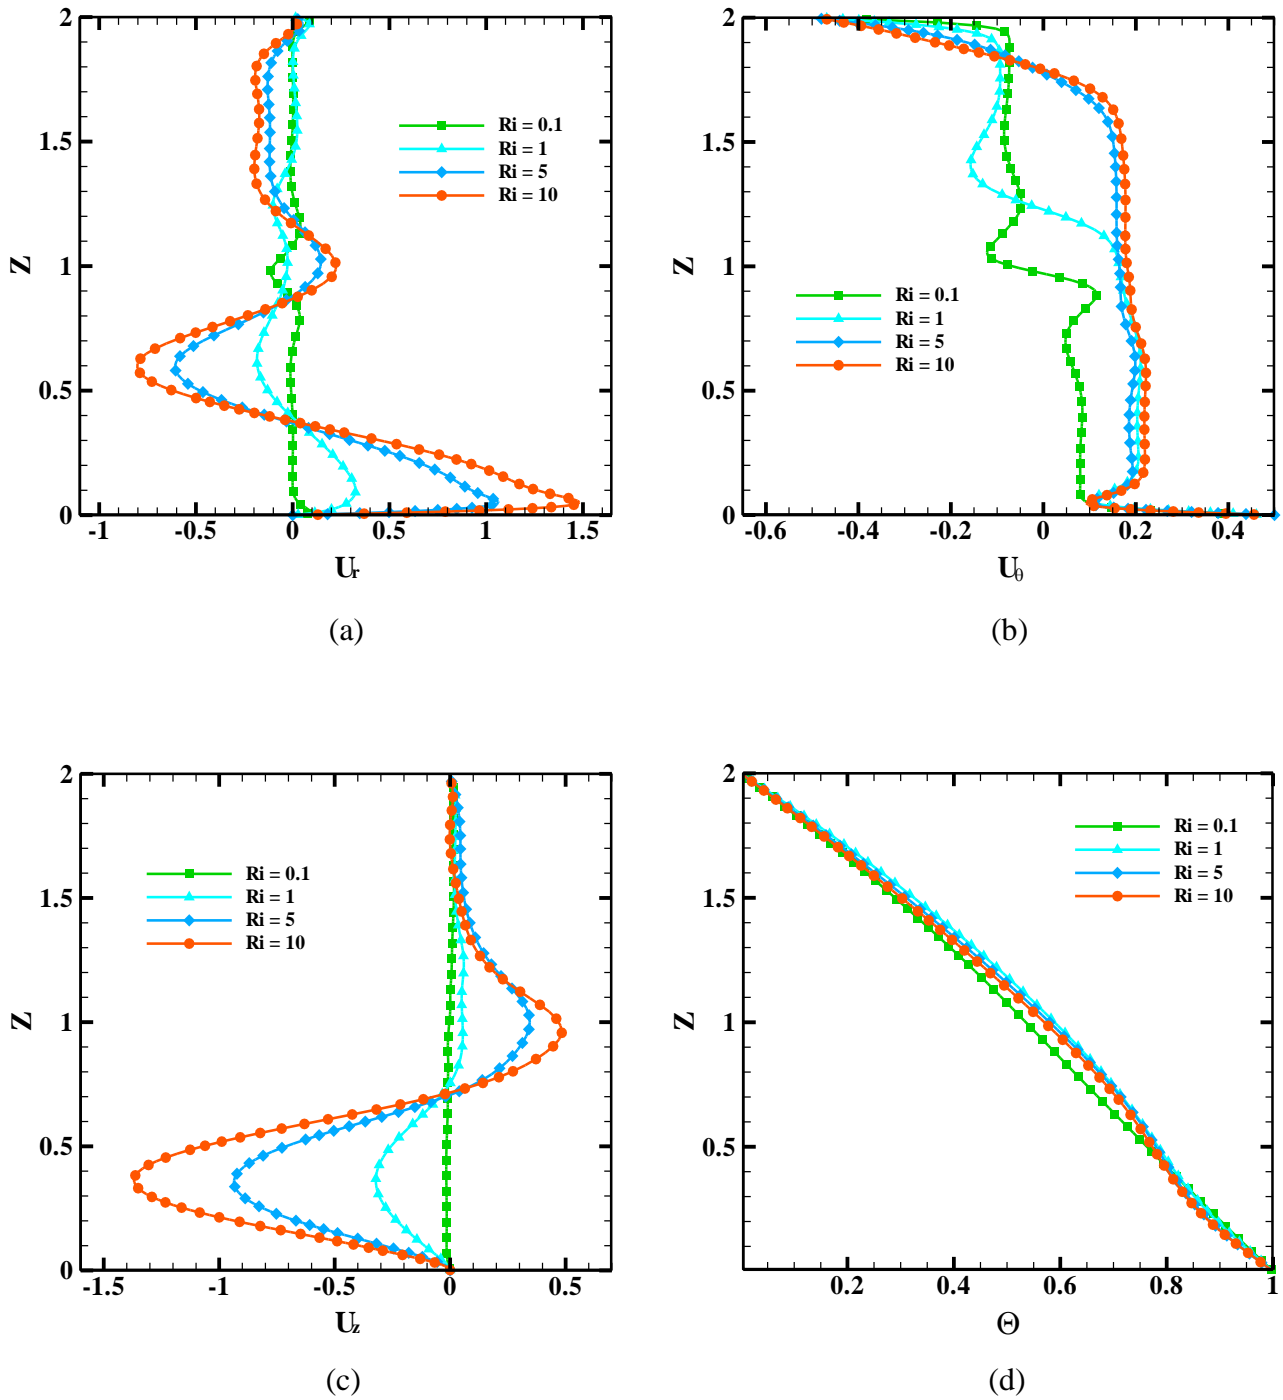 2
1.5
1
0.5
0
Z
-1
-0.5
0
0.5
1
1.5
U_r
Ri = 0.1
Ri = 1
Ri = 5
Ri = 10
(a)
2
1.5
1
0.5
0
Z
-0.6
-0.4
-0.2
0
0.2
0.4
U_θ
Ri = 0.1
Ri = 1
Ri = 5
Ri = 10
(b)
2
1.5
1
0.5
0
Z
-1.5
-1
-0.5
0
0.5
U_z
Ri = 0.1
Ri = 1
Ri = 5
Ri = 10
(c)
2
1.5
1
0.5
0
Z
0.2
0.4
0.6
0.8
1
Θ
Ri = 0.1
Ri = 1
Ri = 5
Ri = 10
(d)